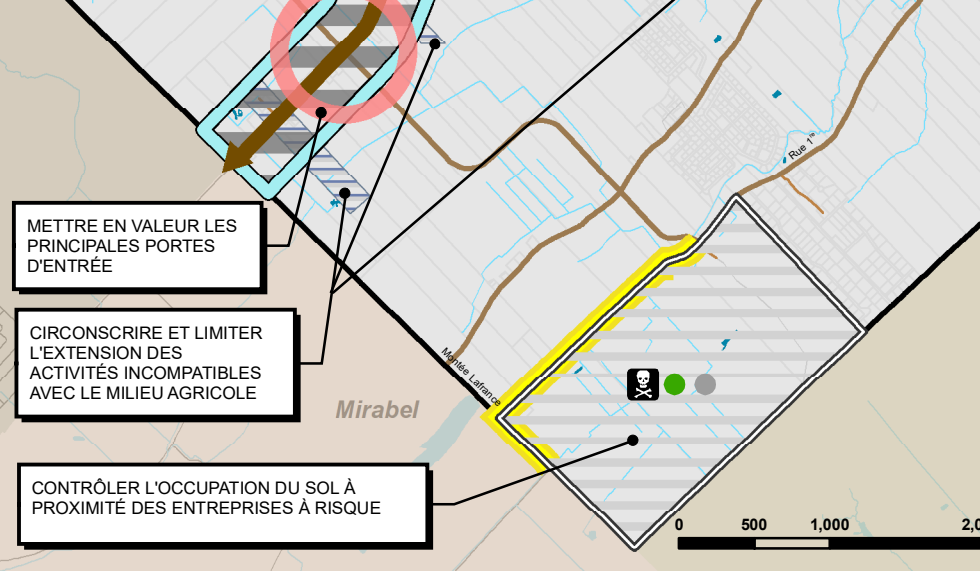 Rue 1re
METTRE EN VALEUR LES
PRINCIPALES PORTES
D'ENTRÉE
CIRCONSCRIRE ET LIMITER
L'EXTENSION DES
ACTIVITÉS INCOMPATIBLES
AVEC LE MILIEU AGRICOLE
Montée Lafrance
Mirabel
CONTRÔLER L'OCCUPATION DU SOL À
PROXIMITÉ DES ENTREPRISES À RISQUE
0 500 1,000